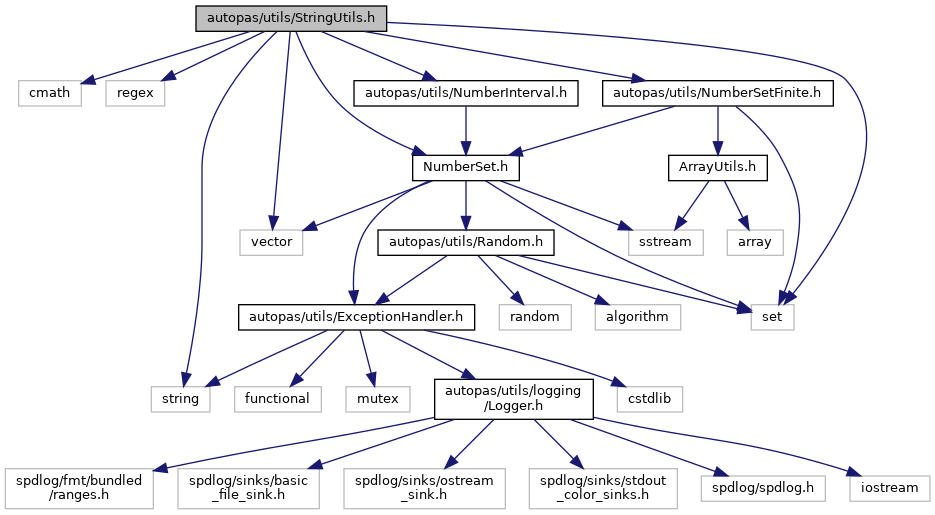 autopas/utils/StringUtils.h
cmath
regex
autopas/utils/NumberInterval.h
autopas/utils/NumberSetFinite.h
NumberSet.h
ArrayUtils.h
vector
autopas/utils/Random.h
sstream
array
autopas/utils/ExceptionHandler.h
random
algorithm
set
string
functional
mutex
autopas/utils/logging
/Logger.h
cstdlib
spdlog/fmt/bundled
/ranges.h
spdlog/sinks/basic
_file_sink.h
spdlog/sinks/ostream
_sink.h
spdlog/sinks/stdout
_color_sinks.h
spdlog/spdlog.h
iostream